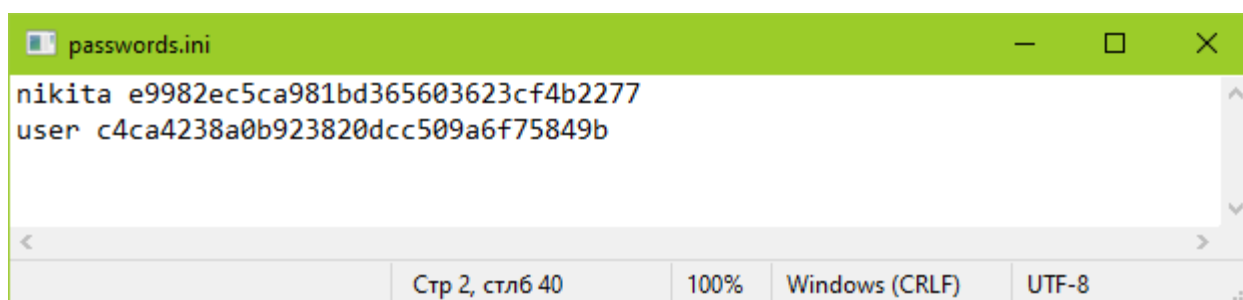 passwords.ini
nikita e9982ec5ca981bd365603623cf4b2277
user c4ca4238a0b923820dcc509a6f75849b
Стр 2, стлб 40 100% Windows (CRLF) UTF-8